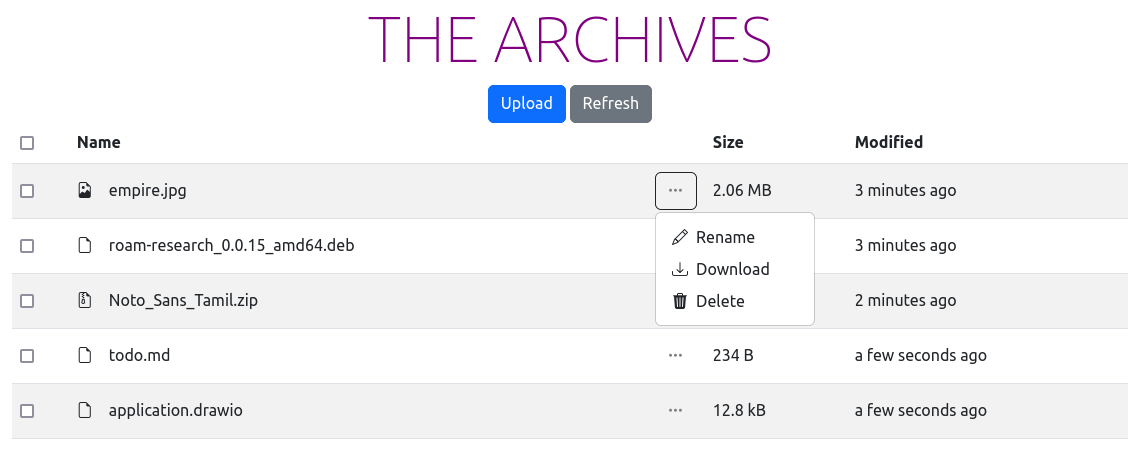 THE ARCHIVES
Upload Refresh
Name Size Modified
empire.jpg ... 2.06 MB 3 minutes ago
roam-research_0.0.15_amd64.deb 3 minutes ago
Rename
Download
Noto_Sans_Tamil.zip 2 minutes ago
Delete
todo.md ... 234 B a few seconds ago
application.drawio ... 12.8 kB a few seconds ago